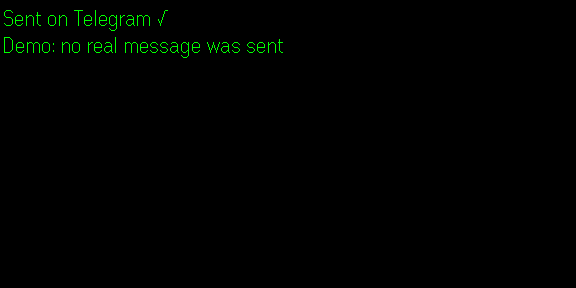 Sent on Telegram √
Demo: no real message was sent